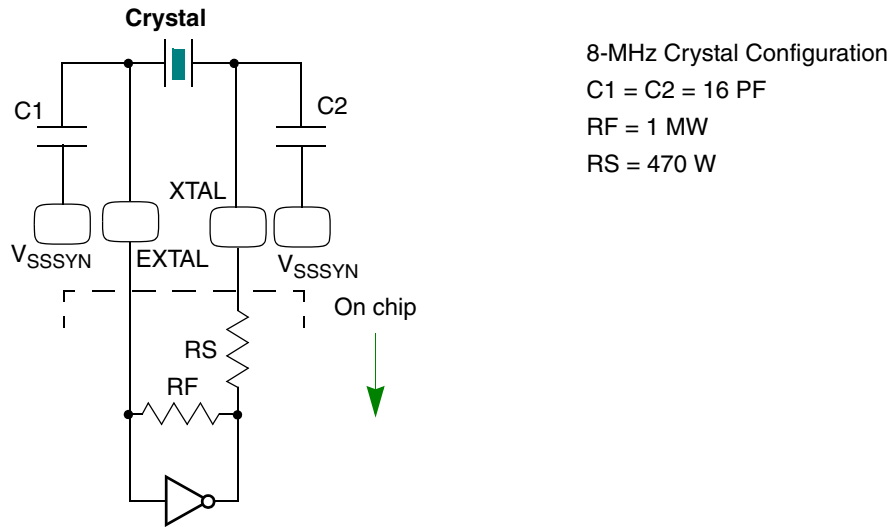 Crystal
8-MHz Crystal Configuration
C1 = C2 = 16 PF
RF = 1 MW
RS = 470 W
C1
C2
XTAL
VSSSYN
EXTAL
VSSSYN
On chip
RS
RF